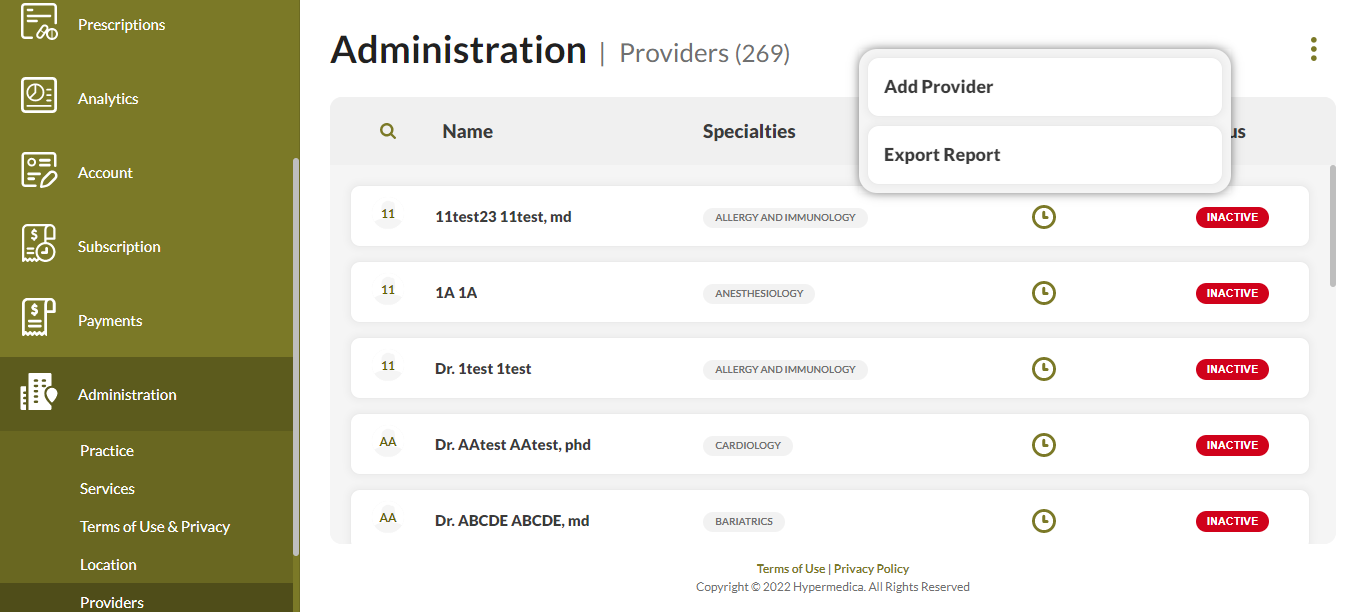 Prescriptions
Analytics
Account
Subscription
Payments
Administration
Practice
Services
Terms of Use & Privacy
Location
Providers
Administration | Providers (269)
Add Provider
Export Report
Name Specialties us
11 11test23 11test, md ALLERGY AND IMMUNOLOGY INACTIVE
11 1A 1A ANESTHESIOLOGY INACTIVE
11 Dr. 1test 1test ALLERGY AND IMMUNOLOGY INACTIVE
AA Dr. AAtest AAtest, phd CARDIOLOGY INACTIVE
AA Dr. ABCDE ABCDE, md BARIATRICS INACTIVE
Terms of Use | Privacy Policy
Copyright © 2022 Hypermedica. All Rights Reserved